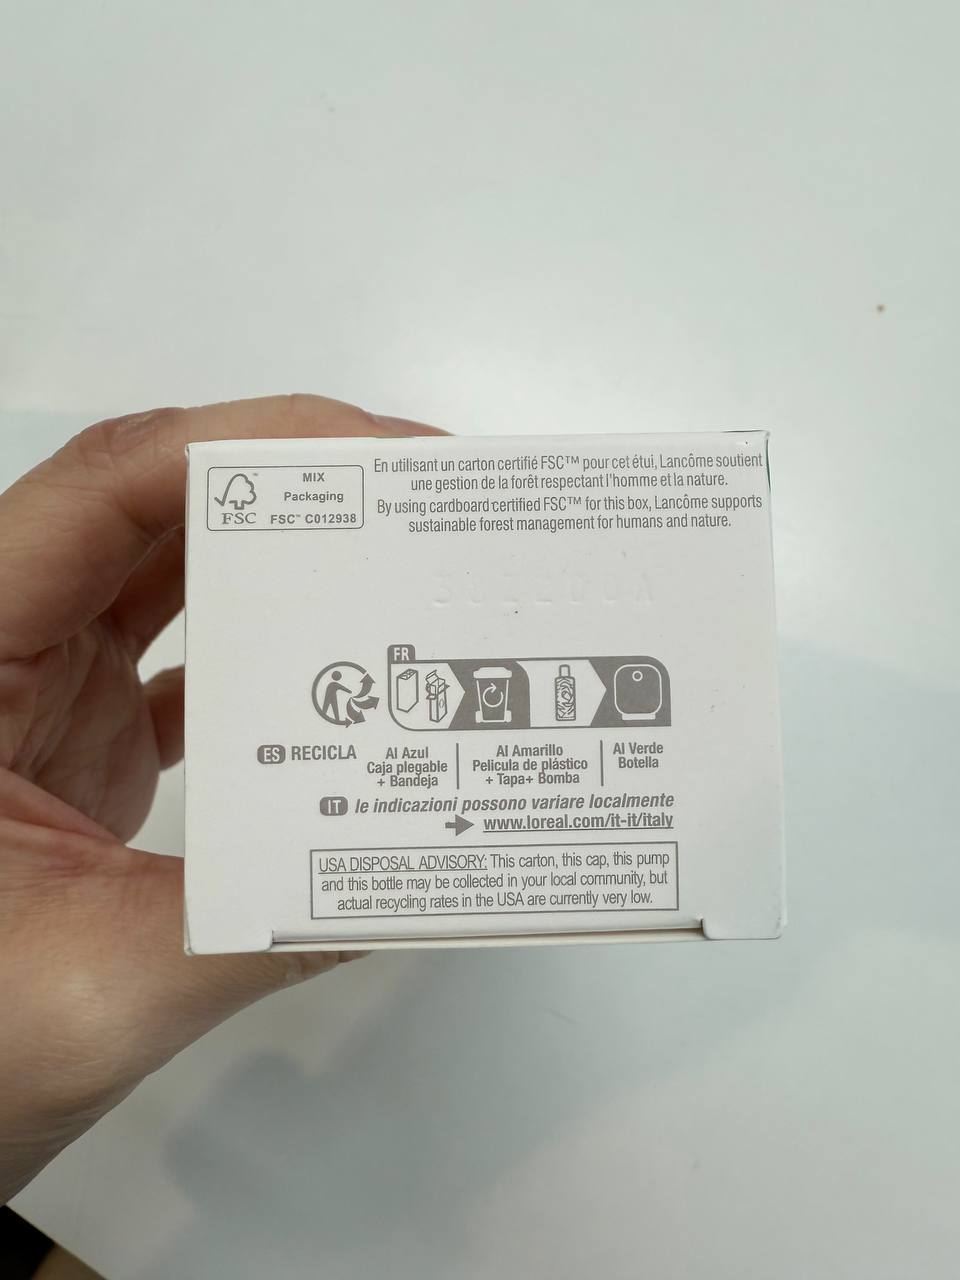 MIX
Packaging
FSC™ C012938
FSC™
En utilisant un carton certifié FSC™ pour cet étui, Lancôme soutient
une gestion de la forêt respectant l'homme et la nature.
By using cardboard certified FSC™ for this box, Lancôme supports
sustainable forest management for humans and nature.
FR
ES RECICLA
Al Azul
Caja plegable
+ Bandeja
Al Amarillo
Pelicula de plástico
+ Tapa+ Bomba
Al Verde
Botella
IT le indicazioni possono variare localmente
www.loreal.com/it-it/italy
USA DISPOSAL ADVISORY: This carton, this cap, this pump
and this bottle may be collected in your local community, but
actual recycling rates in the USA are currently very low.